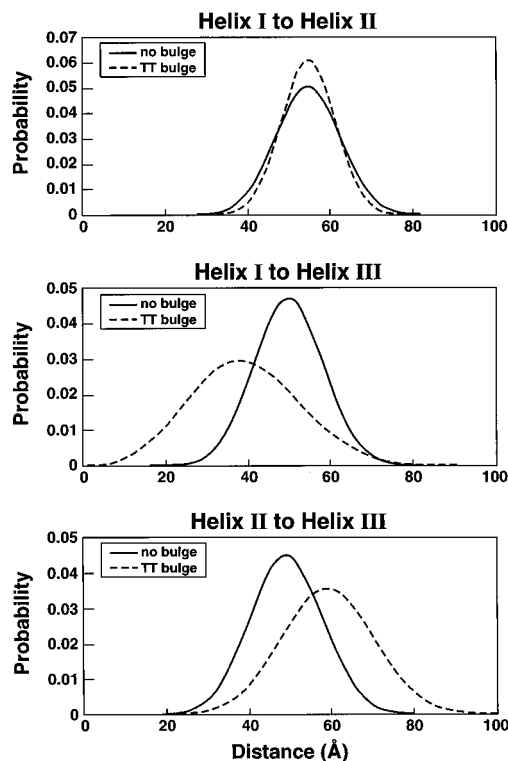 Helix I to Helix II
0.07
0.06
0.05
0.04
0.03
0.02
0.01
0
Probability
no bulge
TT bulge
0 20 40 60 80 100
Helix I to Helix III
0.05
0.04
0.03
0.02
0.01
0
Probability
no bulge
TT bulge
0 20 40 60 80 100
Helix II to Helix III
0.05
0.04
0.03
0.02
0.01
0
Probability
no bulge
TT bulge
0 20 40 60 80 100
Distance (Å)